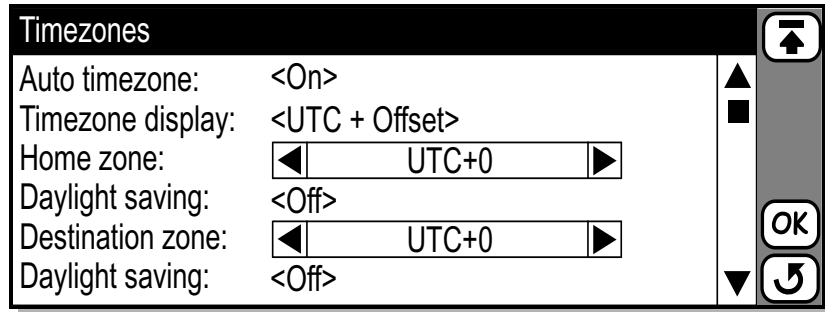 Timezones
Auto timezone: <On>
Timezone display: <UTC + Offset>
Home zone: UTC+0
Daylight saving: <Off>
Destination zone: UTC+0
Daylight saving: <Off>
OK